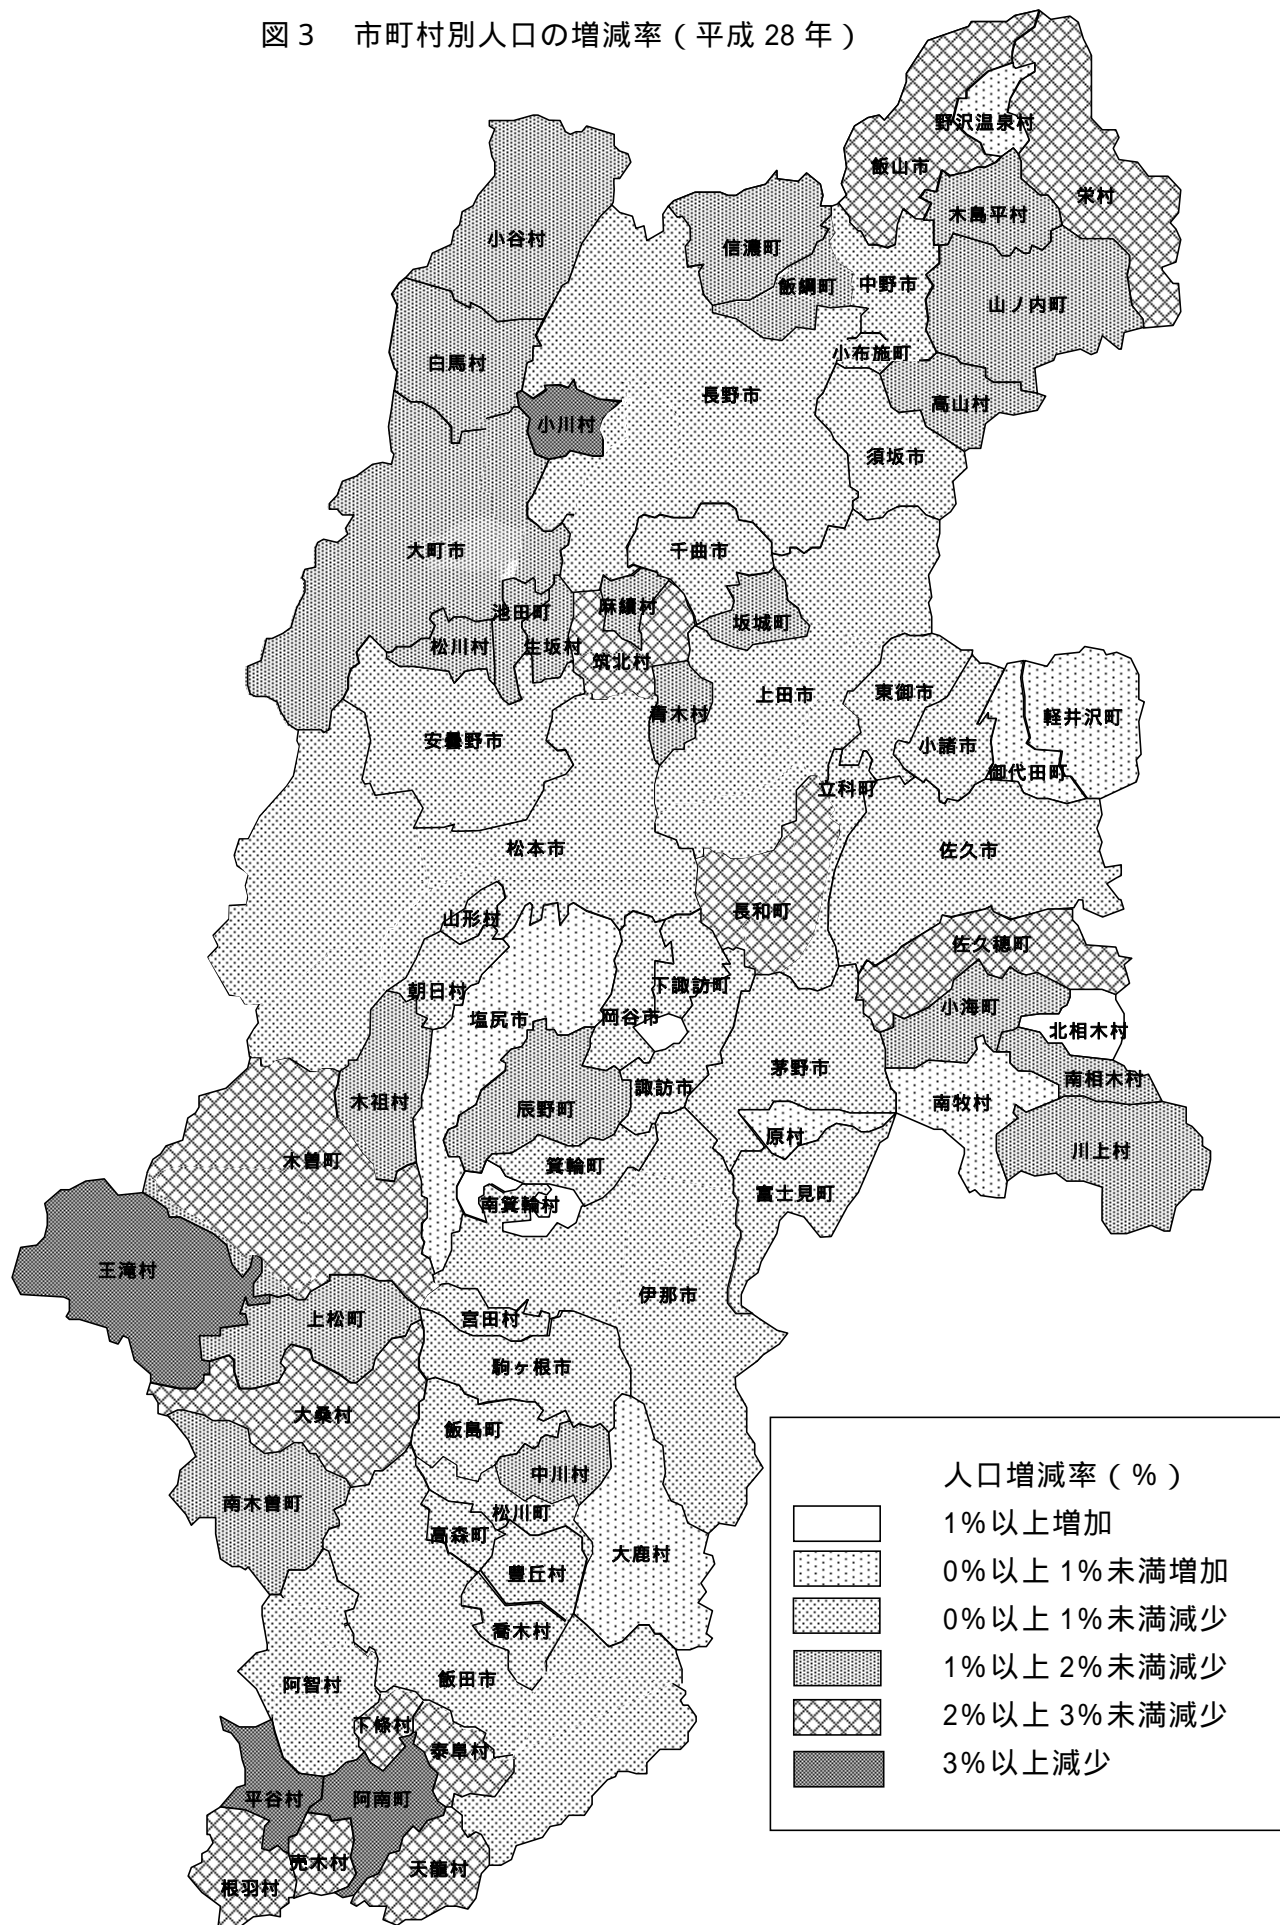 図３　市町村別人口の増減率（平成 28 年）
野沢温泉村
飯山市
栄村
木島平村
小谷村
信濃町
飯綱町
中野市
山ノ内町
白馬村
小布施町
長野市
高山村
小川村
須坂市
大町市
千曲市
池田町
麻績村
坂城町
松川村
生坂村
筑北村
上田市
東御市
青木村
軽井沢町
安曇野市
小諸市
御代田町
立科町
松本市
佐久市
山形村
長和町
佐久穂町
朝日村
下諏訪町
小海町
塩尻市
岡谷市
北相木村
茅野市
南相木村
諏訪市
木祖村
辰野町
南牧村
原村
川上村
木曽町
箕輪町
富士見町
南箕輪村
王滝村
伊那市
上松町
宮田村
駒ヶ根市
大桑村
飯島町
中川村
南木曽町
松川町
高森町
大鹿村
豊丘村
喬木村
飯田市
阿智村
下條村
泰阜村
平谷村
阿南町
売木村
天龍村
根羽村
人口増減率（%）
1%以上増加
0%以上 1%未満増加
0%以上 1%未満減少
1%以上 2%未満減少
2%以上 3%未満減少
3%以上減少